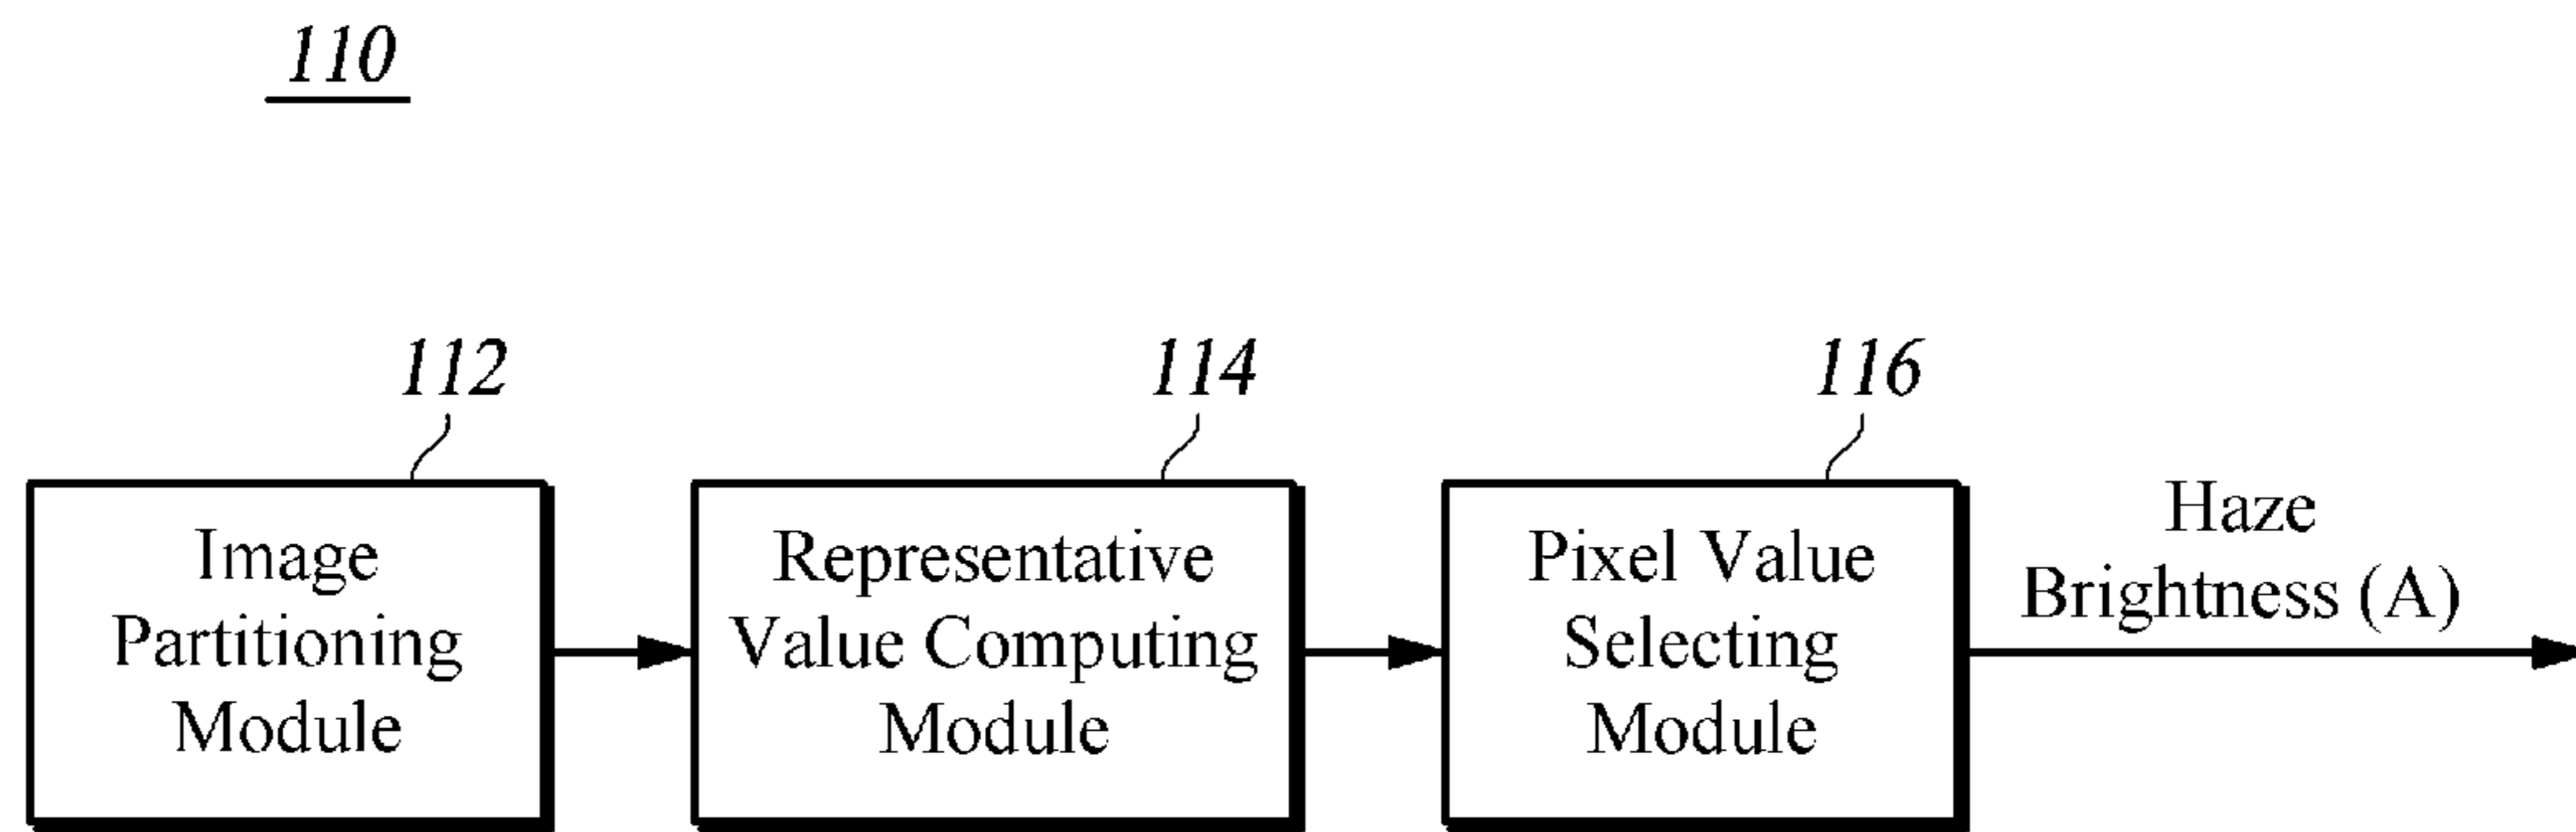 110
112
114
116
Image
Partitioning
Module
Representative
Value Computing
Module
Pixel Value
Selecting
Module
Haze
Brightness (A)